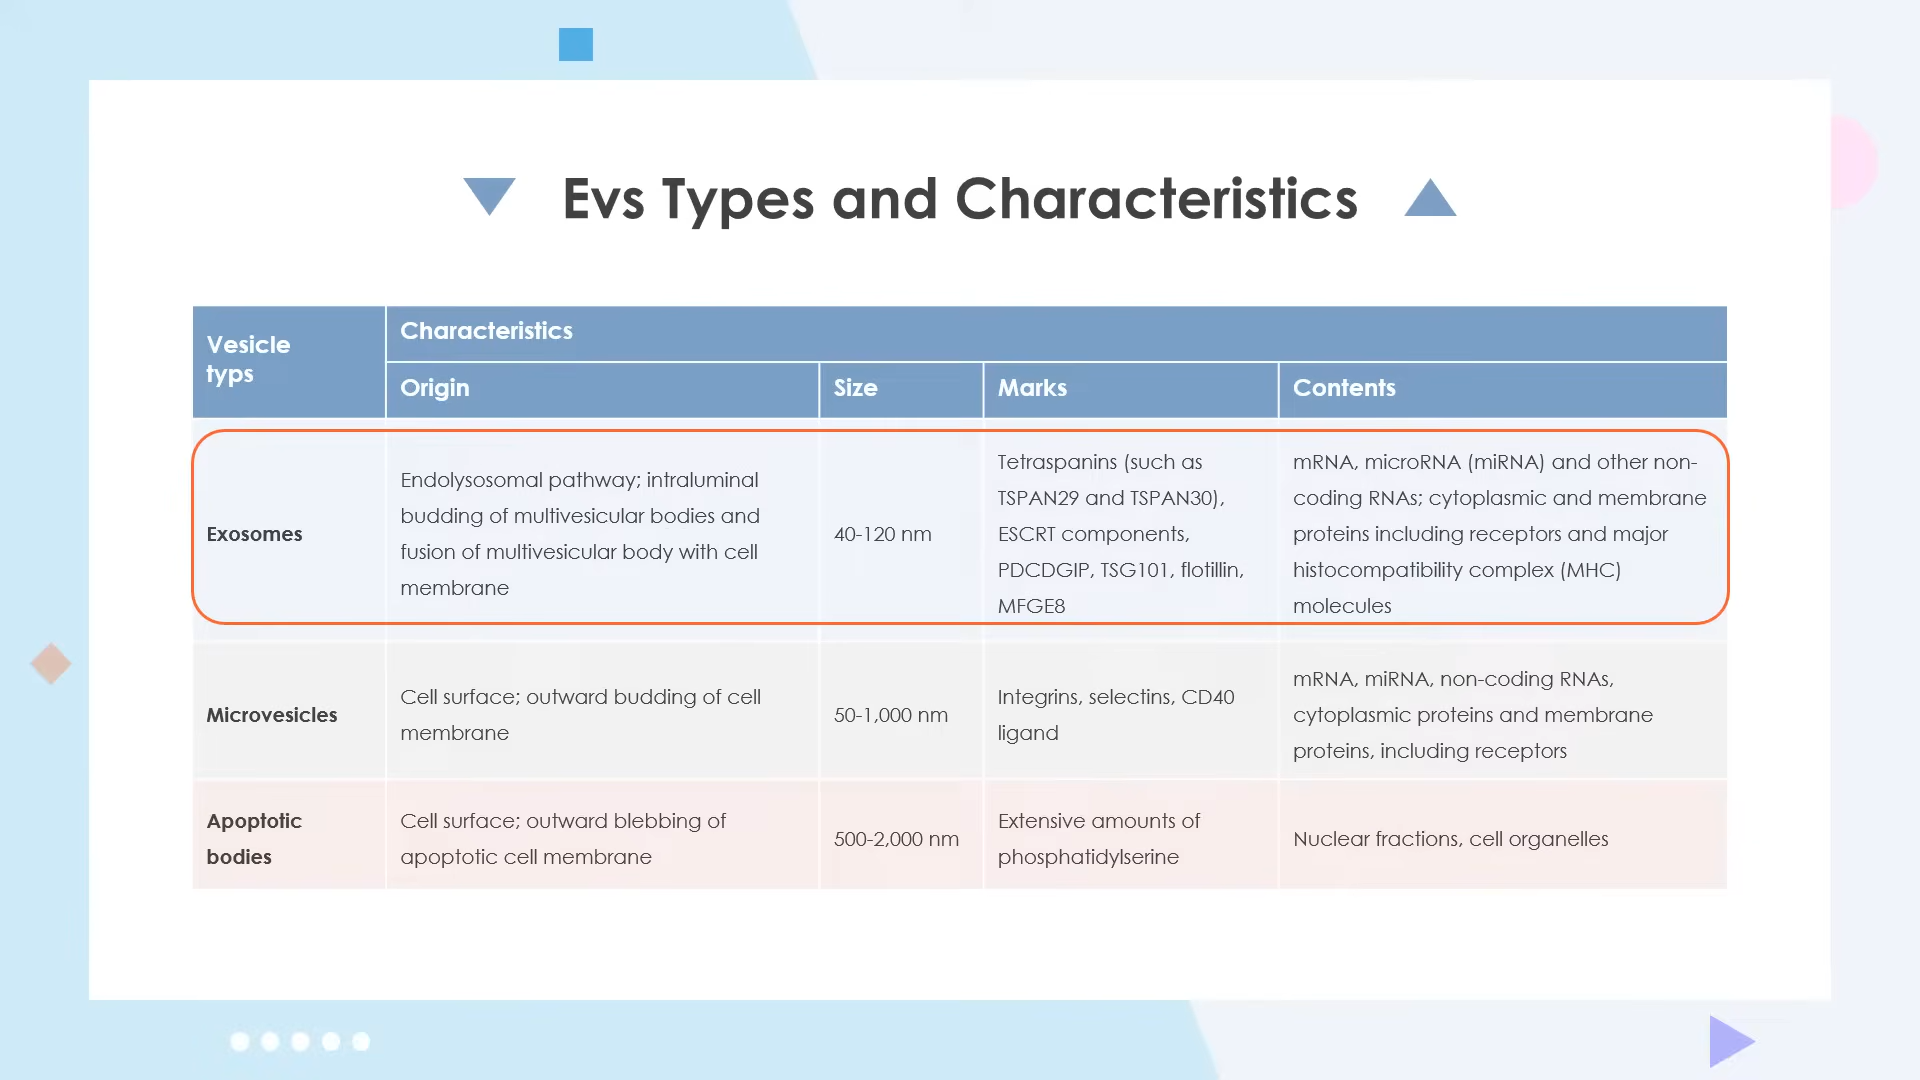 Evs Types and Characteristics
Vesicle
typs
Characteristics
Origin
Size
Marks
Contents
Exosomes
Endolysosomal pathway; intraluminal
budding of multivesicular bodies and
fusion of multivesicular body with cell
membrane
40-120 nm
Tetraspanins (such as
TSPAN29 and TSPAN30),
ESCRT components,
PDCDGIP, TSG101, flotillin,
MFGE8
mRNA, microRNA (miRNA) and other non-
coding RNAs; cytoplasmic and membrane
proteins including receptors and major
histocompatibility complex (MHC)
molecules
Microvesicles
Cell surface; outward budding of cell
membrane
50-1,000 nm
Integrins, selectins, CD40
ligand
mRNA, miRNA, non-coding RNAs,
cytoplasmic proteins and membrane
proteins, including receptors
Apoptotic
bodies
Cell surface; outward blebbing of
apoptotic cell membrane
500-2,000 nm
Extensive amounts of
phosphatidylserine
Nuclear fractions, cell organelles